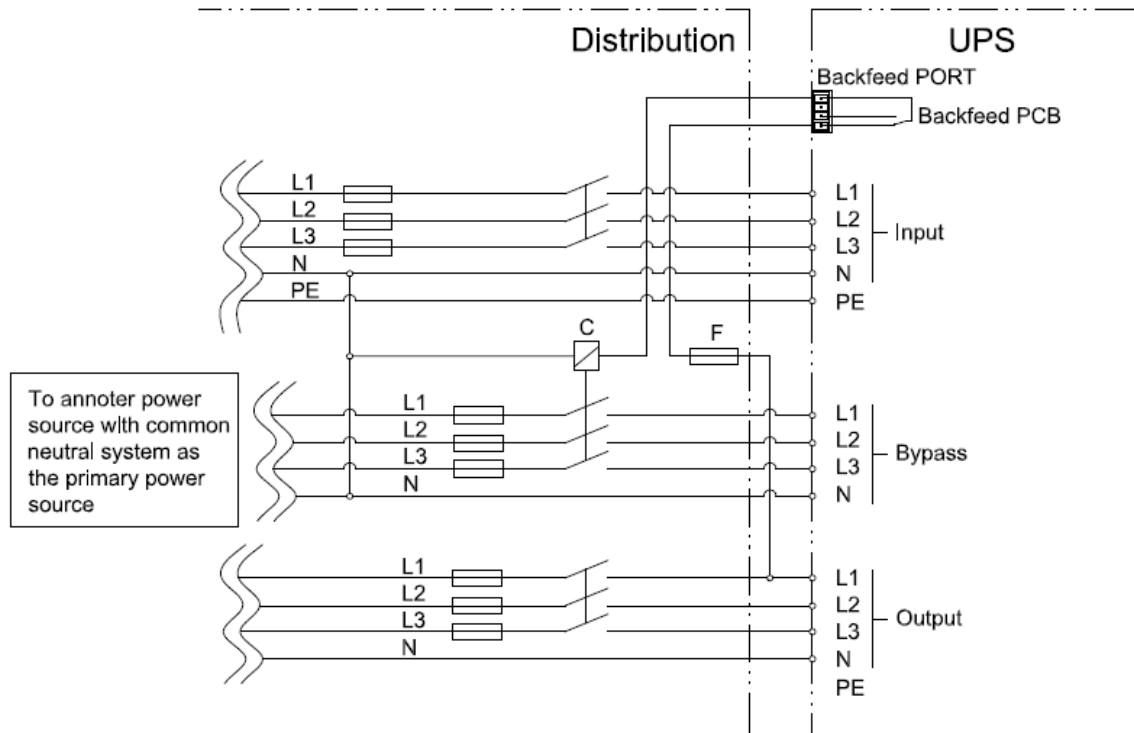 Distribution
UPS
Backfeed PORT
Backfeed PCB
L1
L2
L3
N
PE
L1
L2
L3
N
PE
Input
C
F
To annoter power
source with common
neutral system as
the primary power
source
L1
L2
L3
N
L1
L2
L3
N
Bypass
L1
L2
L3
N
L1
L2
L3
N
PE
Output